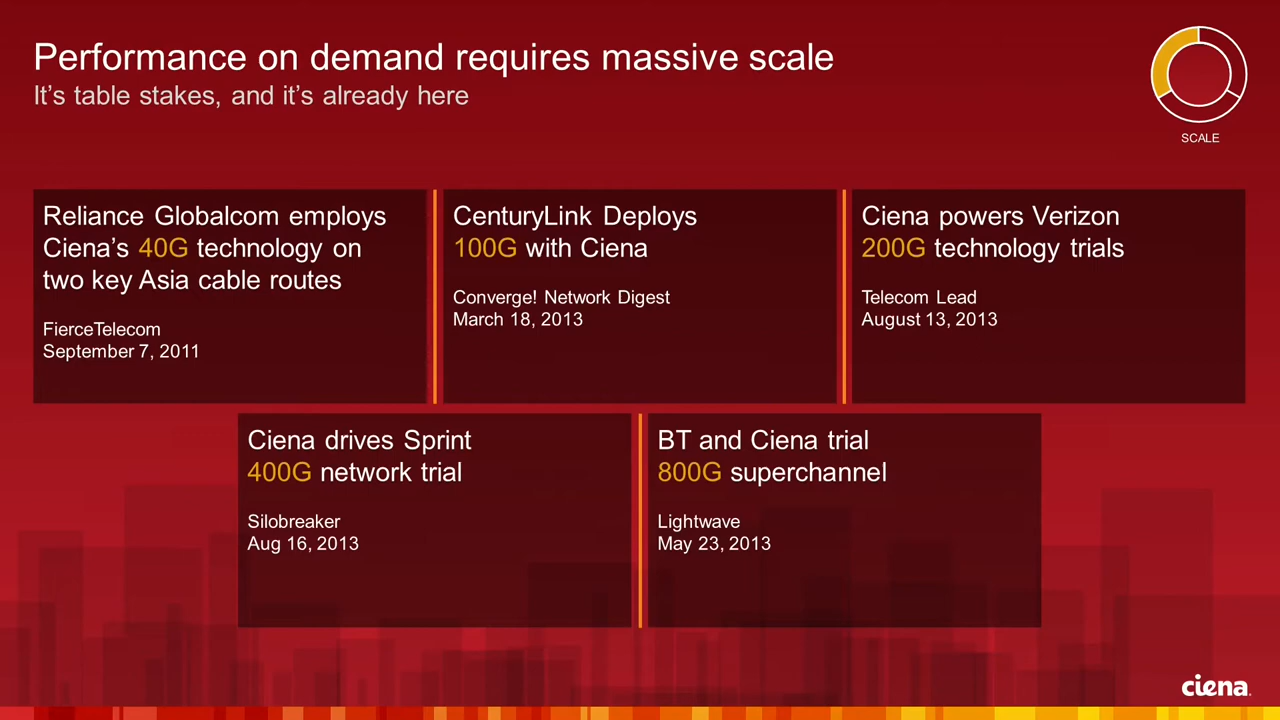 Performance on demand requires massive scale
It’s table stakes, and it’s already here
SCALE
Reliance Globalcom employs
Ciena’s 40G technology on
two key Asia cable routes
FierceTelecom
September 7, 2011
CenturyLink Deploys
100G with Ciena
Converge! Network Digest
March 18, 2013
Ciena powers Verizon
200G technology trials
Telecom Lead
August 13, 2013
Ciena drives Sprint
400G network trial
Silobreaker
Aug 16, 2013
BT and Ciena trial
800G superchannel
Lightwave
May 23, 2013
ciena